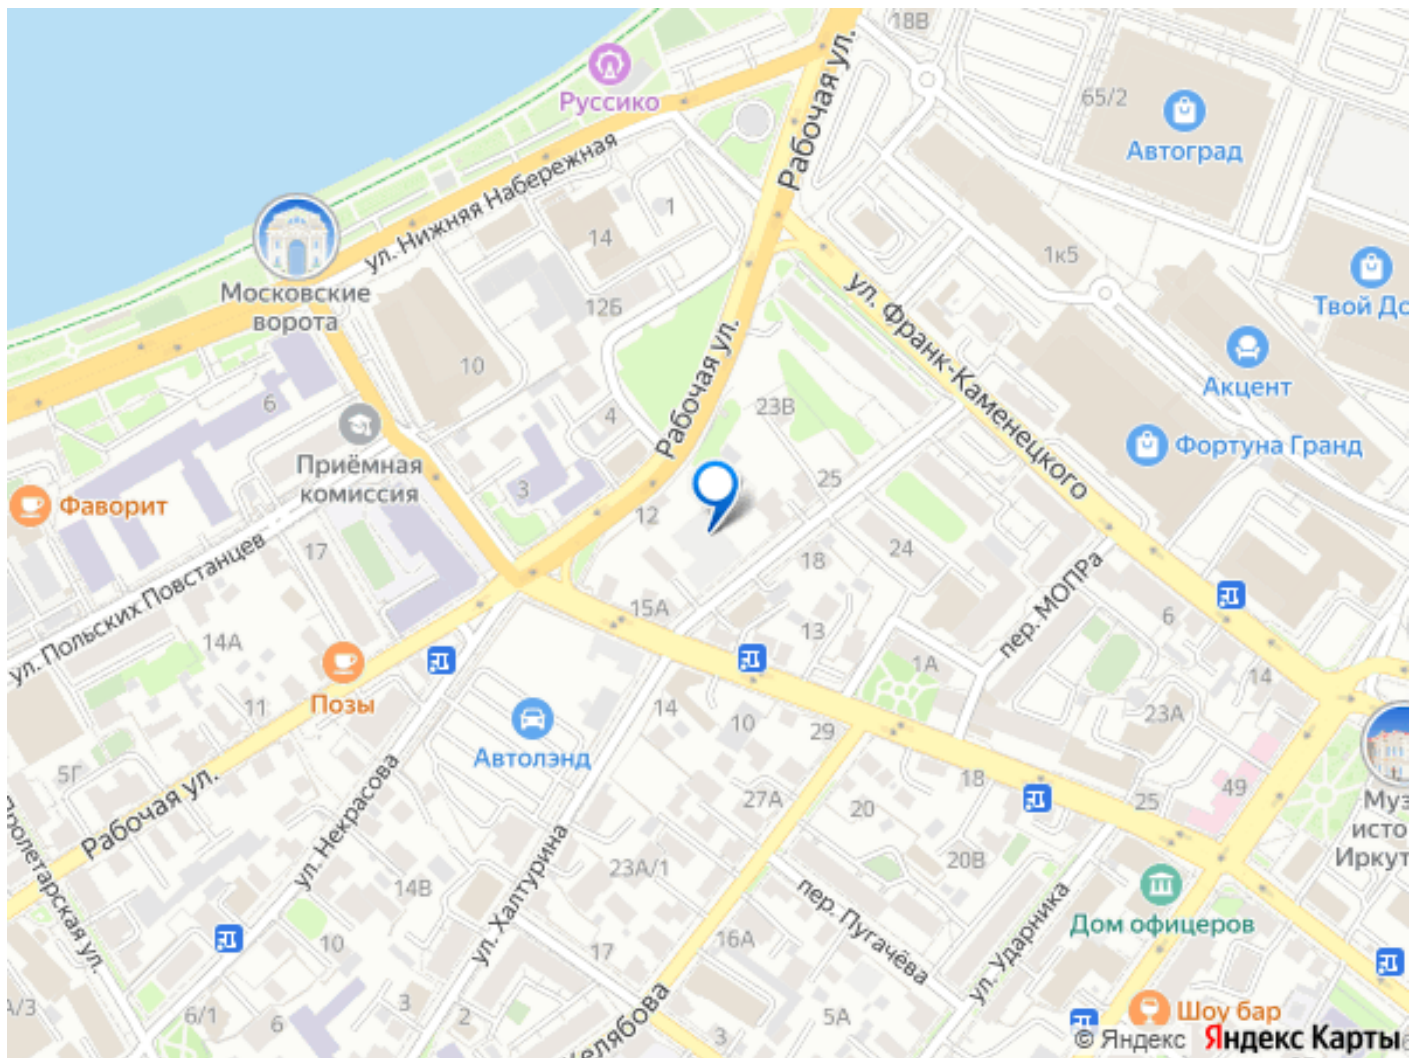 18В
Руссико
Рабочая ул.
65/2
Автоград
ул. Нижняя Набережная
1
14
1к5
Московские
ворота
12Б
ул. Франк-Каменецкого
Твой До
Рабочая ул.
10
Акцент
6
4
23В
Приёмная
комиссия
Фортуна Гранд
3
25
Фаворит
12
17
ул. Польских Повстанцев
24
18
пер. МОПРа
15А
6
14А
13
1А
14
Позы
11
14
10
29
23А
Автолэнд
5Г
Рабочая ул.
ул. Некрасова
18
49
27А
20
25
Муз
исто
Иркут
Пролетарская ул.
ул. Халтурина
23А/1
20В
14В
пер. Пугачёва
Дом офицеров
ул. Ударника
10
17
16А
А/3
6/1
6
3
2
5А
Шоу бар
© Яндекс Яндекс Карты